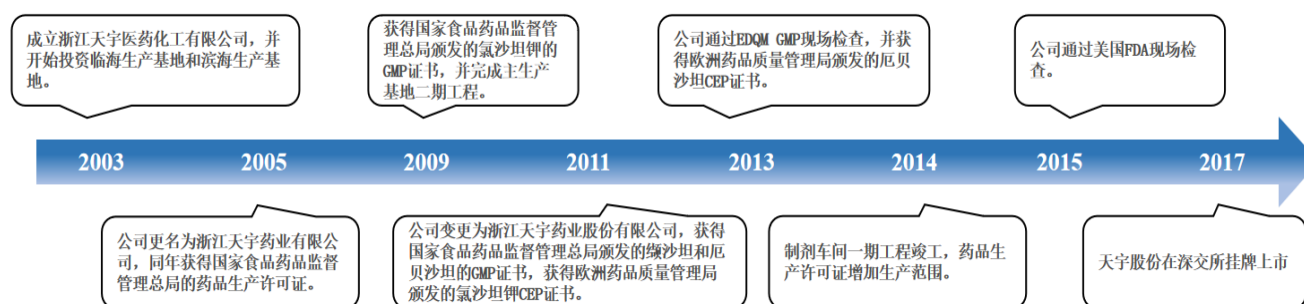 成立浙江天宇医药化工有限公司，并
开始投资临海生产基地和滨海生产基
地。
获得国家食品药品监督管
理总局颁发的氯沙坦钾的
GMP证书，并完成主生产
基地二期工程。
公司通过EDQM GMP现场检查，并获
得欧洲药品质量管理局颁发的厄贝
沙坦CEP证书。
公司通过美国FDA现场检
查。
2003 2005 2009 2011 2013 2014 2015 2017
公司更名为浙江天宇药业有限公
司，同年获得国家食品药品监督
管理总局的药品生产许可证。
公司变更为浙江天宇药业股份有限公司，获得
国家食品药品监督管理总局颁发的缬沙坦和厄
贝沙坦的GMP证书，获得欧洲药品质量管理局
颁发的氯沙坦钾CEP证书。
制剂车间一期工程竣工，药品生
产许可证增加生产范围。
天宇股份在深交所挂牌上市